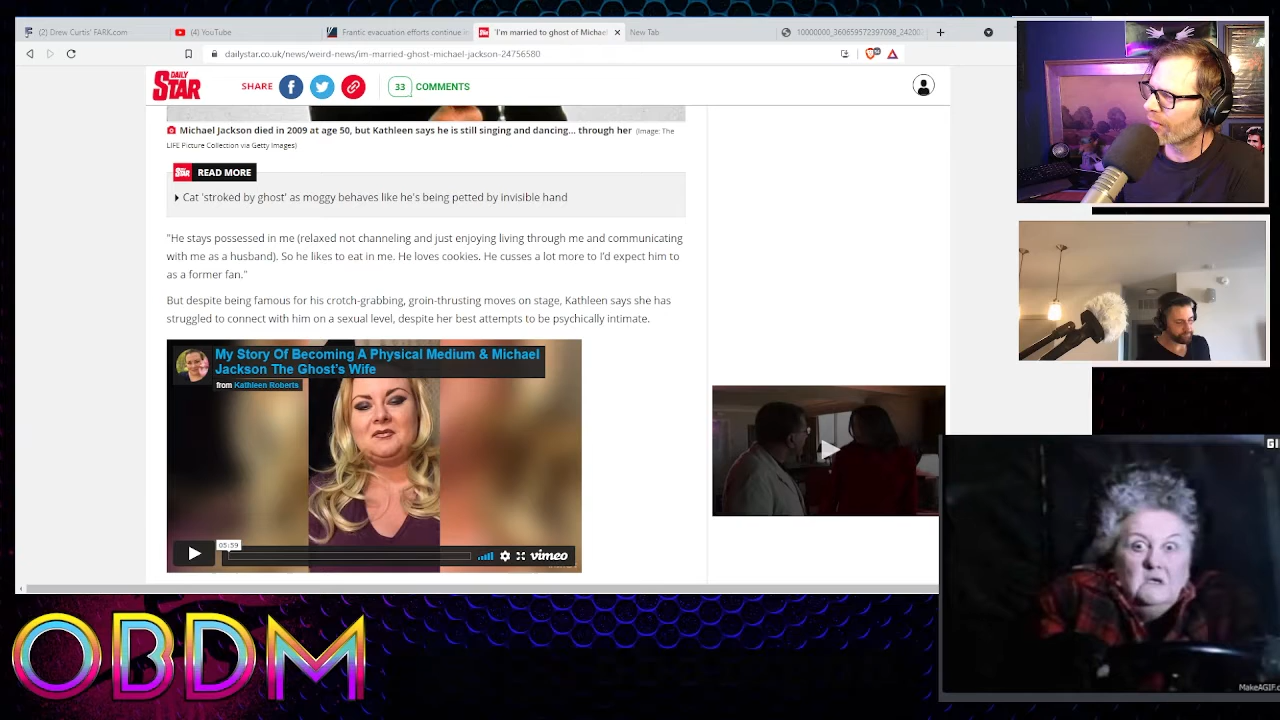 (2) Drew Curtis' FARK.com
(4) YouTube
Frantic evacuation efforts continue i
'I'm married to ghost of Michael
New Tab
10000000_360659572397098_24200
dailystar.co.uk/news/weird-news/im-married-ghost-michael-jackson-24756580
DAILY
STAR
SHARE
33
COMMENTS
Michael Jackson died in 2009 at age 50, but Kathleen says he is still singing and dancing... through her (Image: The
LIFE Picture Collection via Getty Images)
READ MORE
Cat 'stroked by ghost' as moggy behaves like he's being petted by invisible hand
"He stays possessed in me (relaxed not channeling and just enjoying living through me and communicating
with me as a husband). So he likes to eat in me. He loves cookies. He cusses a lot more to I'd expect him to
as a former fan."
But despite being famous for his crotch-grabbing, groin-thrusting moves on stage, Kathleen says she has
struggled to connect with him on a sexual level, despite her best attempts to be psychically intimate.
My Story Of Becoming A Physical Medium & Michael
Jackson The Ghost's Wife
from Kathleen Roberts
05:59
vimeo
GI
MakeAGIF.c
OBDM